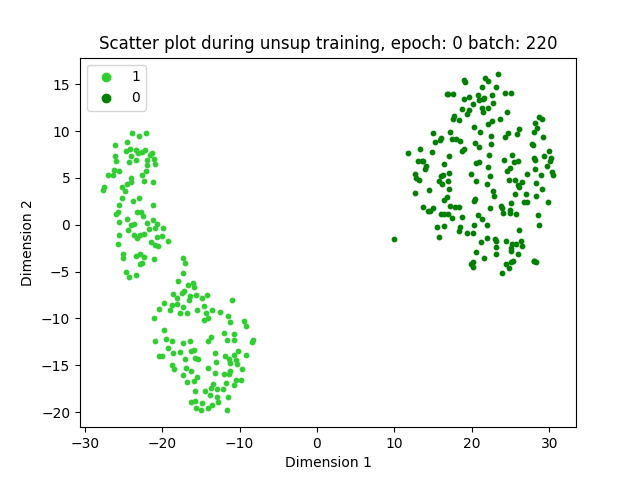 Scatter plot during unsup training, epoch: 0 batch: 220
1
0
15
10
5
0
−5
−10
−15
−20
Dimension 2
−30 −20 −10 0 10 20 30
Dimension 1